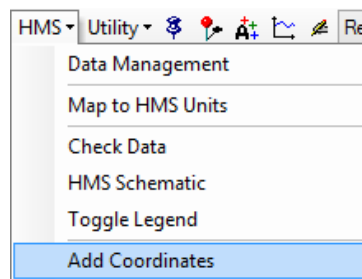 HMS Utility Re
Data Management
Map to HMS Units
Check Data
HMS Schematic
Toggle Legend
Add Coordinates